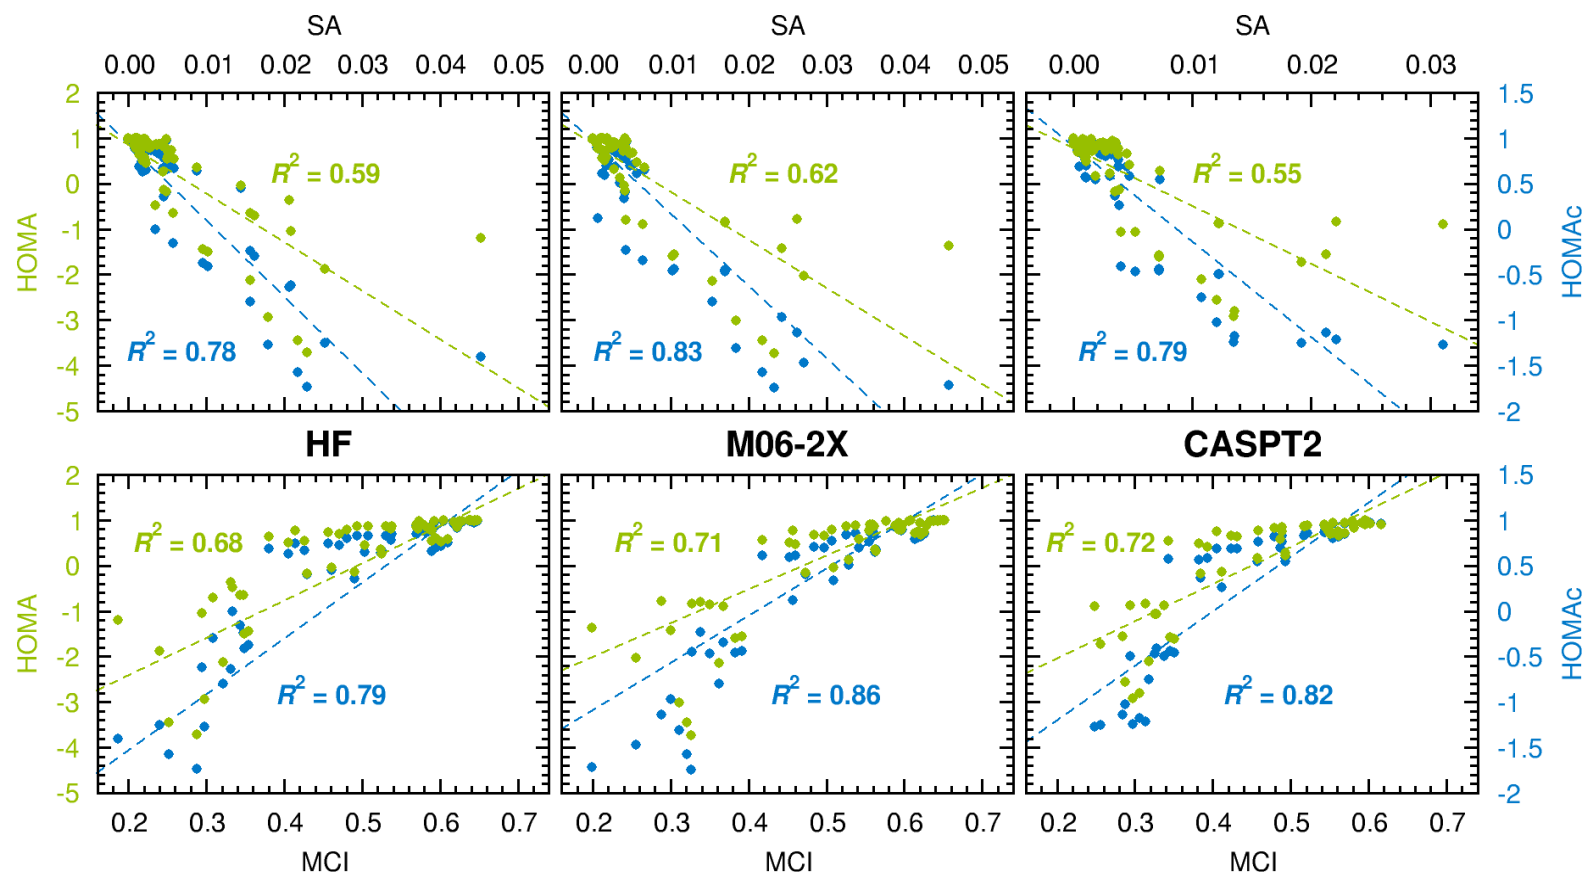 SA SA SA
0.00 0.01 0.02 0.03 0.04 0.05 0.00 0.01 0.02 0.03 0.04 0.05 0.00 0.01 0.02 0.03
2 1 0 -1 -2 -3 -4 -5
HOMA
R² = 0.59
R² = 0.78
R² = 0.62
R² = 0.83
R² = 0.55
R² = 0.79
1.5 1 0.5 0 -0.5 -1 -1.5 -2
HOMAc
HF M06-2X CASPT2
2 1 0 -1 -2 -3 -4 -5
HOMA
R² = 0.68
R² = 0.79
R² = 0.71
R² = 0.86
R² = 0.72
R² = 0.82
1.5 1 0.5 0 -0.5 -1 -1.5 -2
HOMAc
0.2 0.3 0.4 0.5 0.6 0.7 0.2 0.3 0.4 0.5 0.6 0.7 0.2 0.3 0.4 0.5 0.6 0.7
MCI MCI MCI